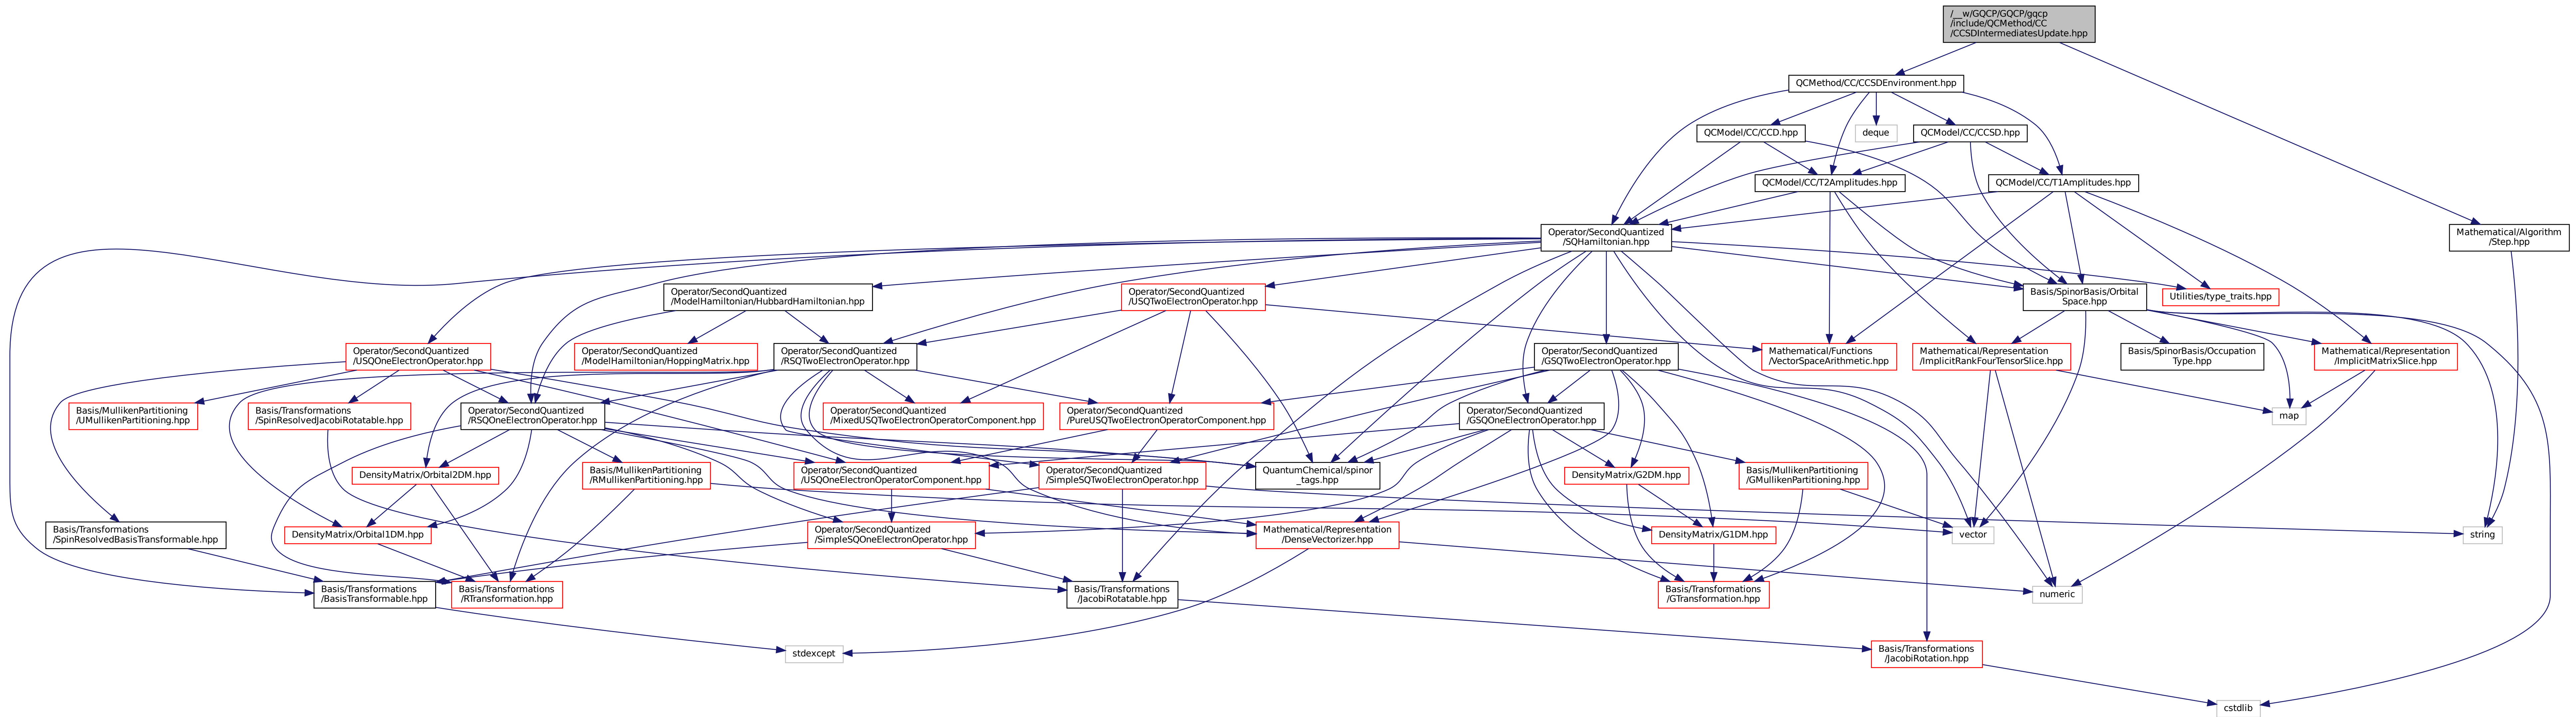 /__w/GQCP/GQCP/gqcp
/include/QCMethod/CC
/CCSDIntermediatesUpdate.hpp
QCMethod/CC/CCSDEnvironment.hpp
QCModel/CC/CCD.hpp
deque
QCModel/CC/CCSD.hpp
QCModel/CC/T2Amplitudes.hpp
QCModel/CC/T1Amplitudes.hpp
Operator/SecondQuantized
/SQHamiltonian.hpp
Mathematical/Algorithm
/Step.hpp
Operator/SecondQuantized
/ModelHamiltonian/HubbardHamiltonian.hpp
Operator/SecondQuantized
/USQTwoElectronOperator.hpp
Basis/SpinorBasis/Orbital
Space.hpp
Utilities/type_traits.hpp
Operator/SecondQuantized
/USQOneElectronOperator.hpp
Operator/SecondQuantized
/ModelHamiltonian/HoppingMatrix.hpp
Operator/SecondQuantized
/RSQTwoElectronOperator.hpp
Mathematical/Functions
/VectorSpaceArithmetic.hpp
Operator/SecondQuantized
/GSQTwoElectronOperator.hpp
Mathematical/Representation
/ImplicitRankFourTensorSlice.hpp
Basis/SpinorBasis/Occupation
Type.hpp
Mathematical/Representation
/ImplicitMatrixSlice.hpp
Basis/MullikenPartitioning
/UMullikenPartitioning.hpp
Basis/Transformations
/SpinResolvedJacobiRotatable.hpp
Operator/SecondQuantized
/RSQOneElectronOperator.hpp
Operator/SecondQuantized
/MixedUSQTwoElectronOperatorComponent.hpp
Operator/SecondQuantized
/PureUSQTwoElectronOperatorComponent.hpp
Operator/SecondQuantized
/GSQOneElectronOperator.hpp
map
DensityMatrix/Orbital2DM.hpp
Basis/MullikenPartitioning
/RMullikenPartitioning.hpp
Operator/SecondQuantized
/USQOneElectronOperatorComponent.hpp
Operator/SecondQuantized
/SimpleSQTwoElectronOperator.hpp
QuantumChemical/spinor
_tags.hpp
DensityMatrix/G2DM.hpp
Basis/MullikenPartitioning
/GMullikenPartitioning.hpp
Basis/Transformations
/SpinResolvedBasisTransformable.hpp
DensityMatrix/Orbital1DM.hpp
Operator/SecondQuantized
/SimpleSQOneElectronOperator.hpp
Mathematical/Representation
/DenseVectorizer.hpp
DensityMatrix/G1DM.hpp
vector
string
Basis/Transformations
/BasisTransformable.hpp
Basis/Transformations
/RTransformation.hpp
Basis/Transformations
/JacobiRotatable.hpp
Basis/Transformations
/GTransformation.hpp
numeric
stdexcept
Basis/Transformations
/JacobiRotation.hpp
cstdlib